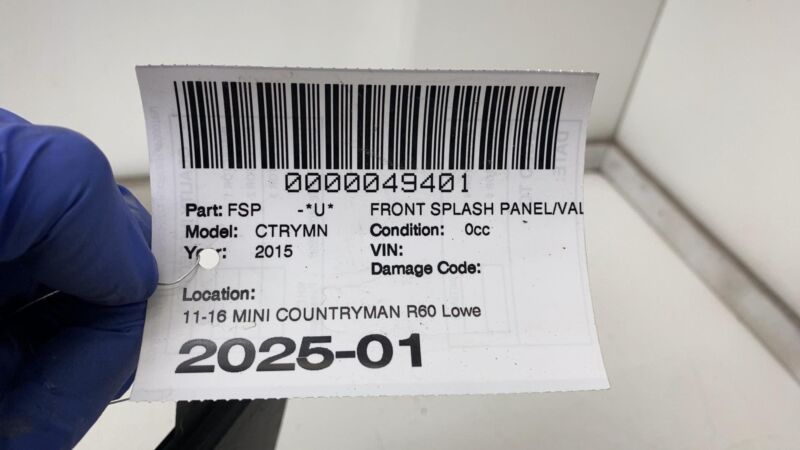 0000049401
Part: FSP -*U* FRONT SPLASH PANEL/VAL
Model: CTRYMN Condition: 0cc
Year: 2015 VIN:
Damage Code:
Location:
11-16 MINI COUNTRYMAN R60 Lowe
2025-01